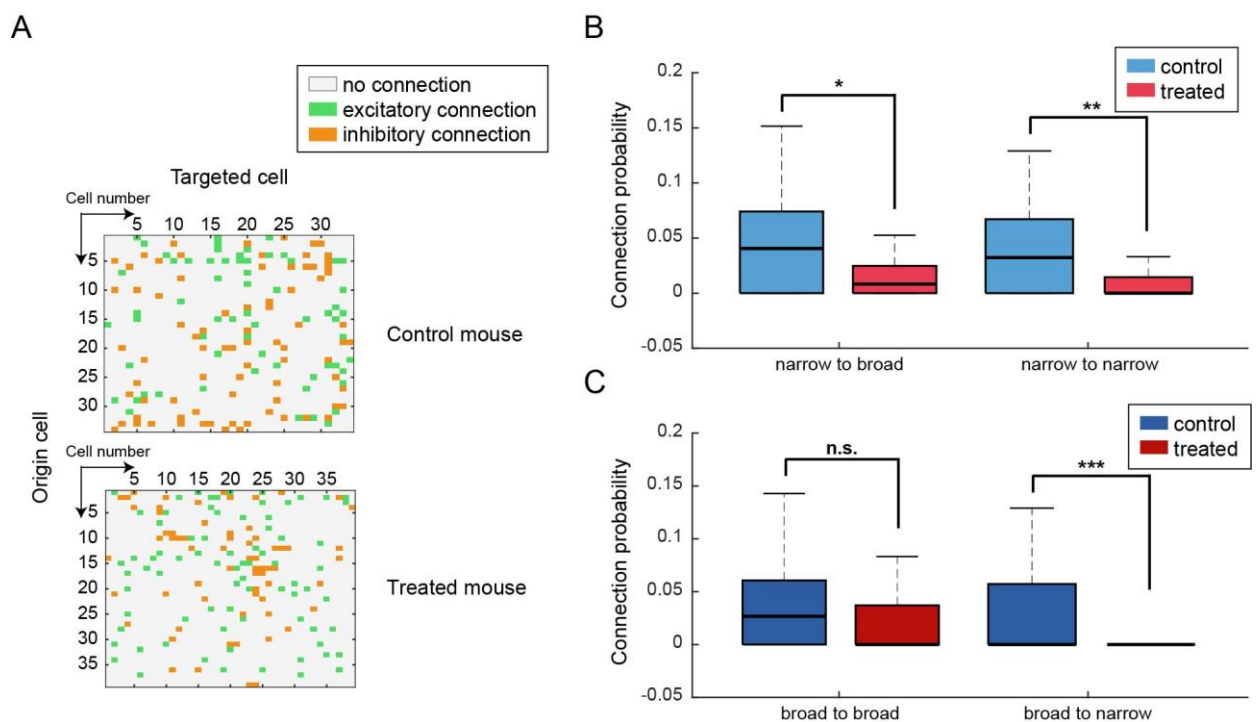 A
no connection
excitatory connection
inhibitory connection
Targeted cell
Cell number
5 10 15 20 25 30
5
10
15
20
25
30
Control mouse
Origin cell
Cell number
5 10 15 20 25 30 35
5
10
15
20
25
30
35
Treated mouse
B
control
treated
Connection probability
0.2
0.15
0.1
0.05
0
-0.05
*
**
narrow to broad narrow to narrow
C
control
treated
Connection probability
0.2
0.15
0.1
0.05
0
-0.05
n.s.
***
broad to broad broad to narrow